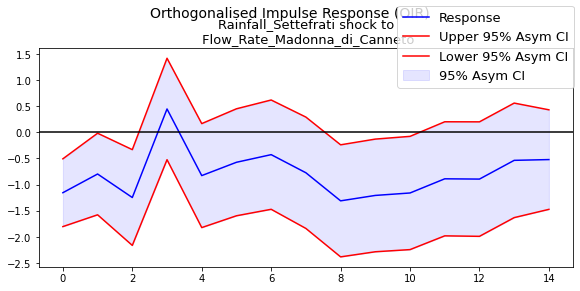 Orthogonalised Impulse Response (OIR)
Rainfall_Settefrati shock to
Flow_Rate_Madonna_di_Canneto
Response
Upper 95% Asym CI
Lower 95% Asym CI
95% Asym CI
1.5
1.0
0.5
0.0
−0.5
−1.0
−1.5
−2.0
−2.5
0 2 4 6 8 10 12 14